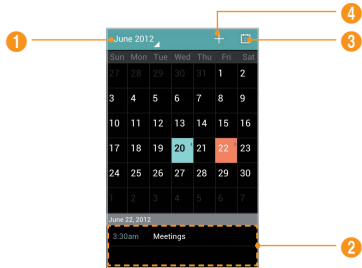 1
4
June 2012
3
Sun Mon Tue Wed Thu Fri Sat
27 28 29 30 31 1 2
3 4 5 6 7 8 9
10 11 12 13 14 15 16
17 18 19 20 21 22 23
24 25 26 27 28 29 30
1 2 3 4 5 6 7
June 22, 2012
3:30am Meetings
2